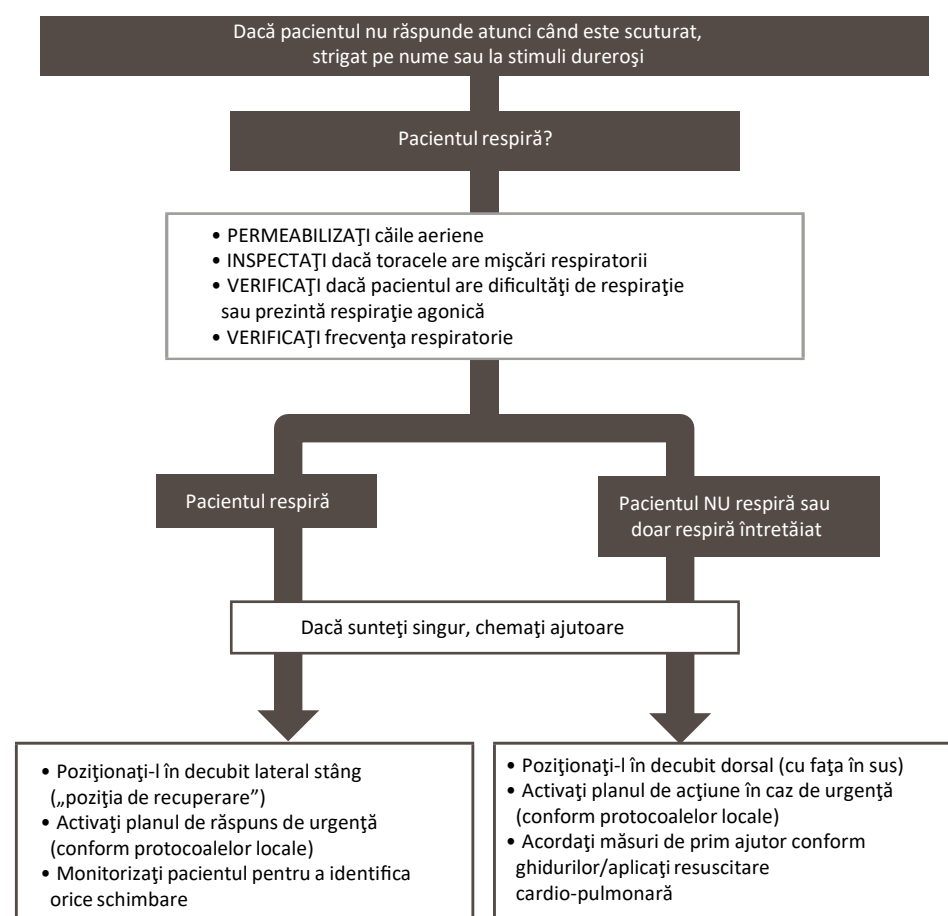 Dacă pacientul nu răspunde atunci când este scuturat,
strigat pe nume sau la stimuli dureroşi
Pacientul respiră?
• PERMEABILIZAŢI căile aeriene
• INSPECTAŢI dacă toracele are mişcări respiratorii
• VERIFICAŢI dacă pacientul are dificultăţi de respiraţie
sau prezintă respiraţie agonică
• VERIFICAŢI frecvenţa respiratorie
Pacientul respiră
Pacientul NU respiră sau
doar respiră întretăiat
Dacă sunteţi singur, chemaţi ajutoare
• Poziţionaţi-l în decubit lateral stâng
(„poziţia de recuperare”)
• Activaţi planul de răspuns de urgenţă
(conform protocoalelor locale)
• Monitorizaţi pacientul pentru a identifica
orice schimbare
• Poziţionaţi-l în decubit dorsal (cu faţa în sus)
• Activaţi planul de acţiune în caz de urgenţă
(conform protocoalelor locale)
• Acordaţi măsuri de prim ajutor conform
ghidurilor/aplicaţi resuscitare
cardio-pulmonară